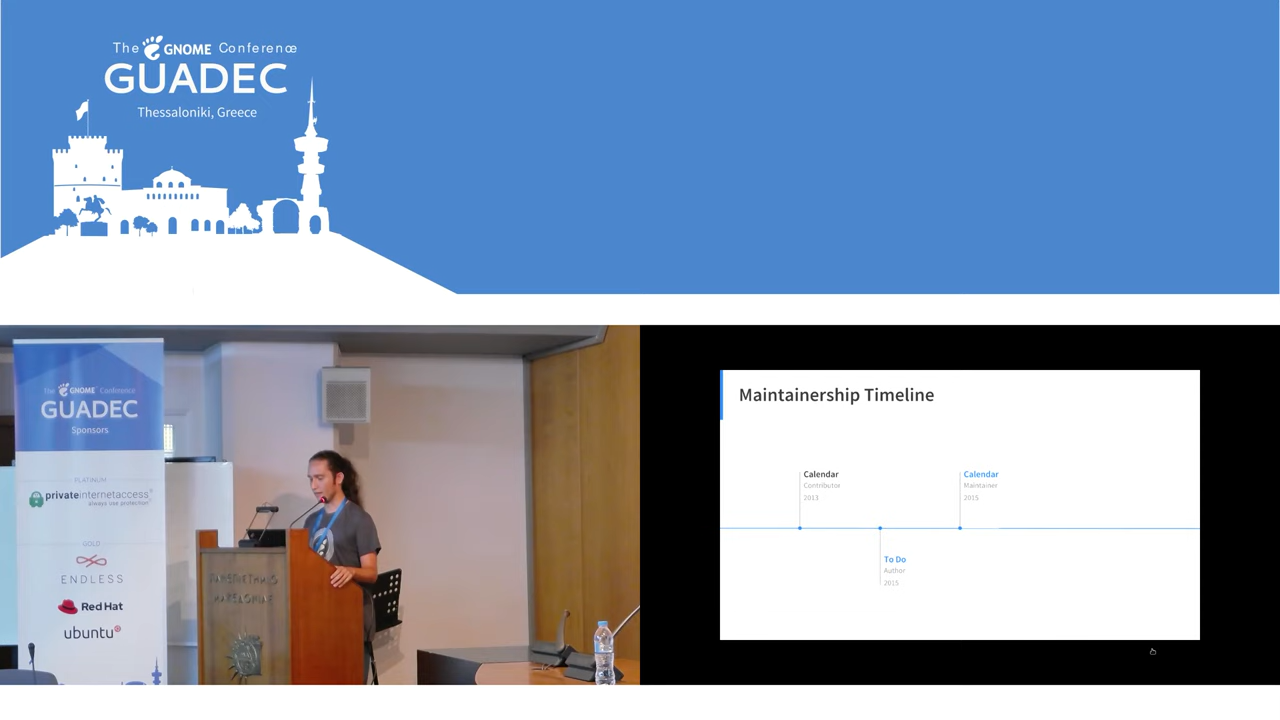 The GNOME Conference
GUADEC
Thessaloniki, Greece
The GNOME Conference
GUADEC
Sponsors
PLATINUM
privateinternetaccess®
always use protection
GOLD
ENDLESS
Red Hat
ubuntu®
Maintainership Timeline
Calendar
Contributor
2013
Calendar
Maintainer
2015
To Do
Author
2015